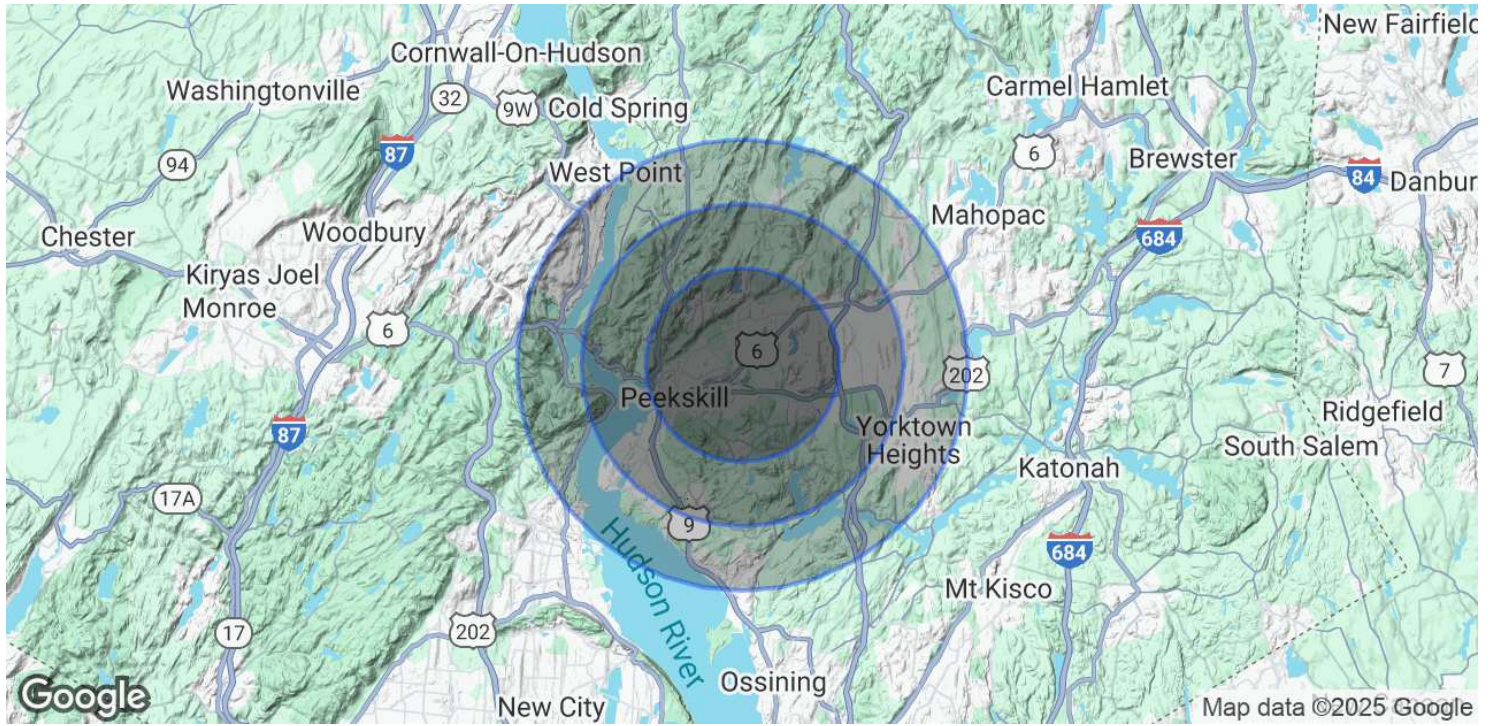 New Fairfield
Cornwall-On-Hudson
Washingtonville
32
9W
Cold Spring
Carmel Hamlet
6
Brewster
94
87
West Point
84
Danbur
Chester
Woodbury
Mahopac
684
Kiryas Joel
Monroe
6
6
202
7
Peekskill
Ridgefield
87
Yorktown
Heights
South Salem
Katonah
17A
9
684
Hudson River
Mt Kisco
17
202
Ossining
New City
Google
Map data ©2025 Google